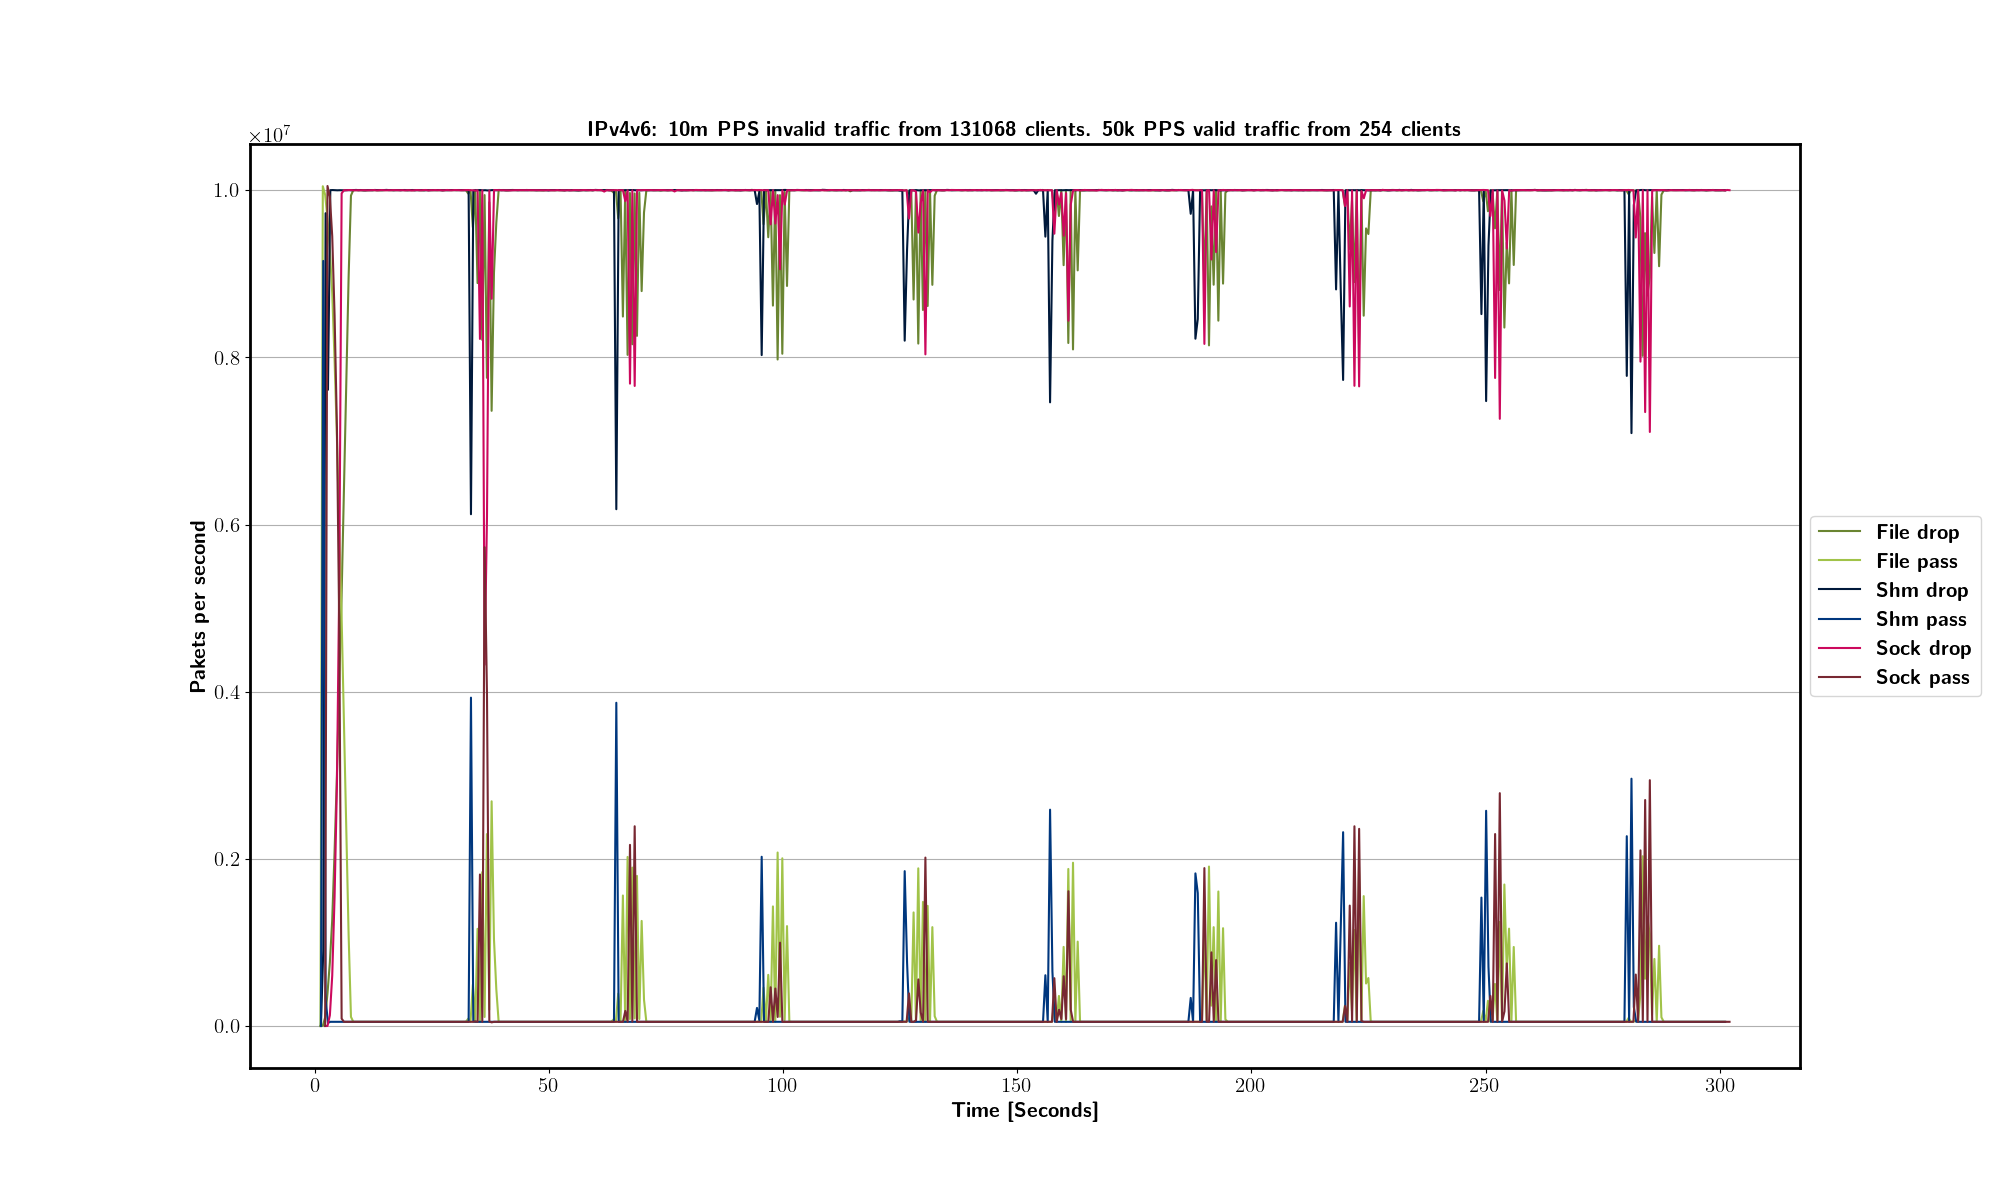 IPv4v6: 10m PPS invalid traffic from 131068 clients. 50k PPS valid traffic from 254 clients
×10⁷
1.0
0.8
0.6
0.4
0.2
0.0
Pakets per second
0 50 100 150 200 250 300
Time [Seconds]
File drop
File pass
Shm drop
Shm pass
Sock drop
Sock pass